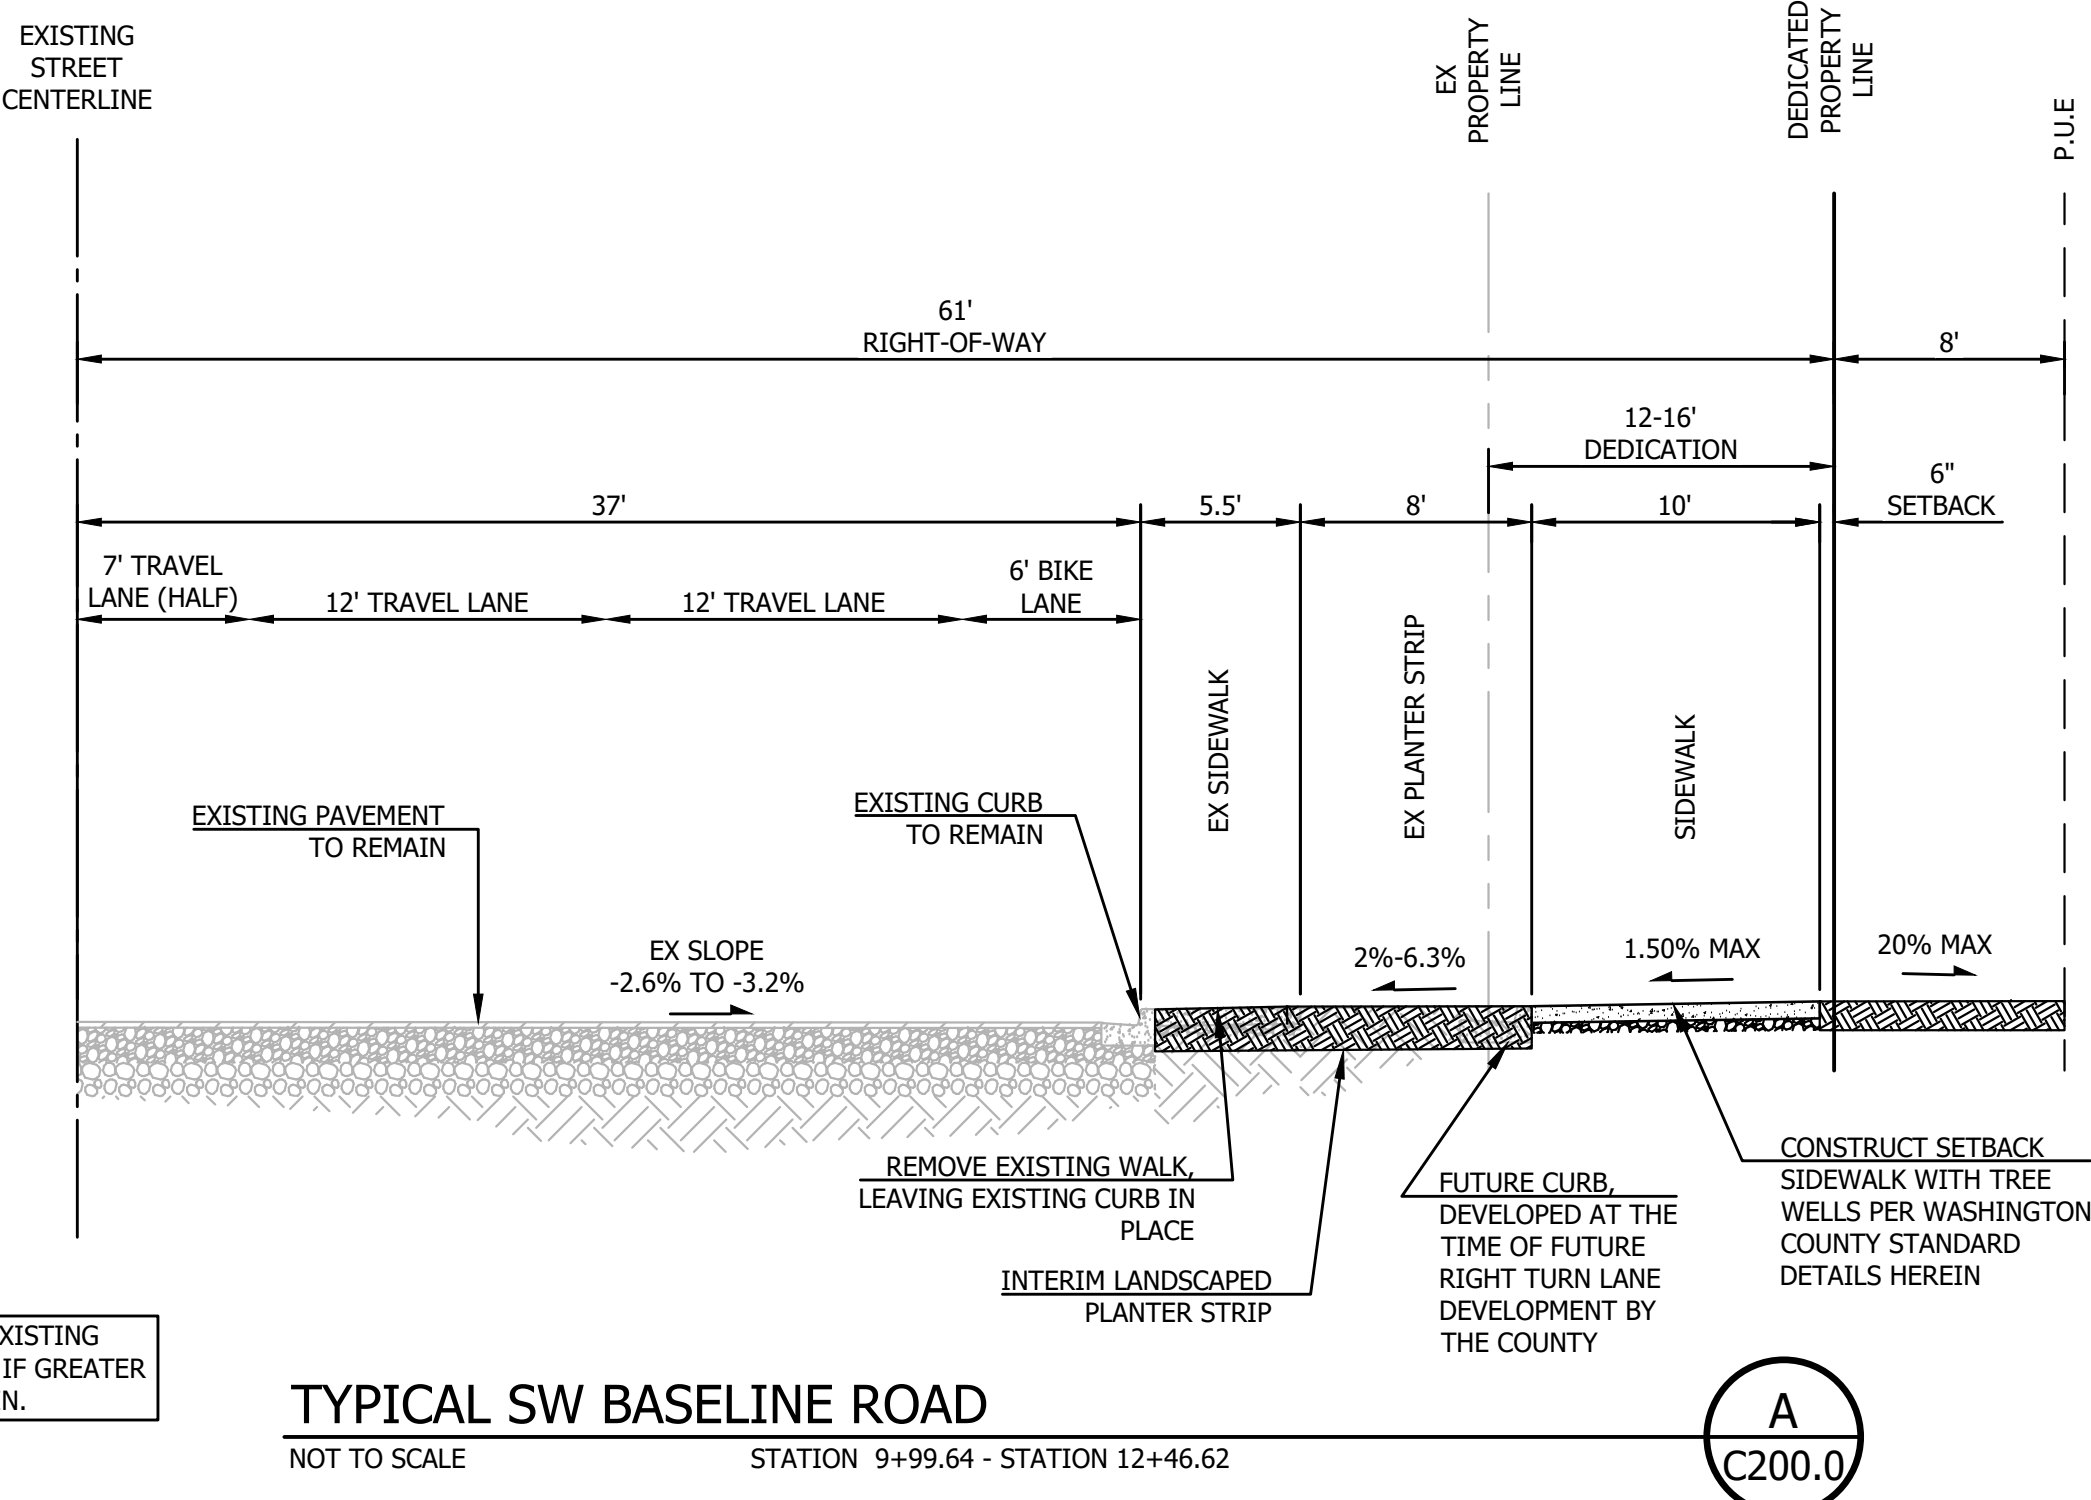 EXISTING
STREET
CENTERLINE
EX
PROPERTY
LINE
DEDICATED
PROPERTY
LINE
P.U.E
61'
RIGHT-OF-WAY
8'
12-16'
DEDICATION
6"
SETBACK
37'
5.5'
8'
10'
7' TRAVEL
LANE (HALF)
12' TRAVEL LANE
12' TRAVEL LANE
6' BIKE
LANE
EX SIDEWALK
EX PLANTER STRIP
SIDEWALK
EXISTING PAVEMENT
TO REMAIN
EXISTING CURB
TO REMAIN
EX SLOPE
-2.6% TO -3.2%
2%-6.3%
1.50% MAX
20% MAX
REMOVE EXISTING WALK,
LEAVING EXISTING CURB IN
PLACE
INTERIM LANDSCAPED
PLANTER STRIP
FUTURE CURB,
DEVELOPED AT THE
TIME OF FUTURE
RIGHT TURN LANE
DEVELOPMENT BY
THE COUNTY
CONSTRUCT SETBACK
SIDEWALK WITH TREE
WELLS PER WASHINGTON
COUNTY STANDARD
DETAILS HEREIN
XISTING
IF GREATER
N.
TYPICAL SW BASELINE ROAD
NOT TO SCALE
STATION 9+99.64 - STATION 12+46.62
A
C200.0